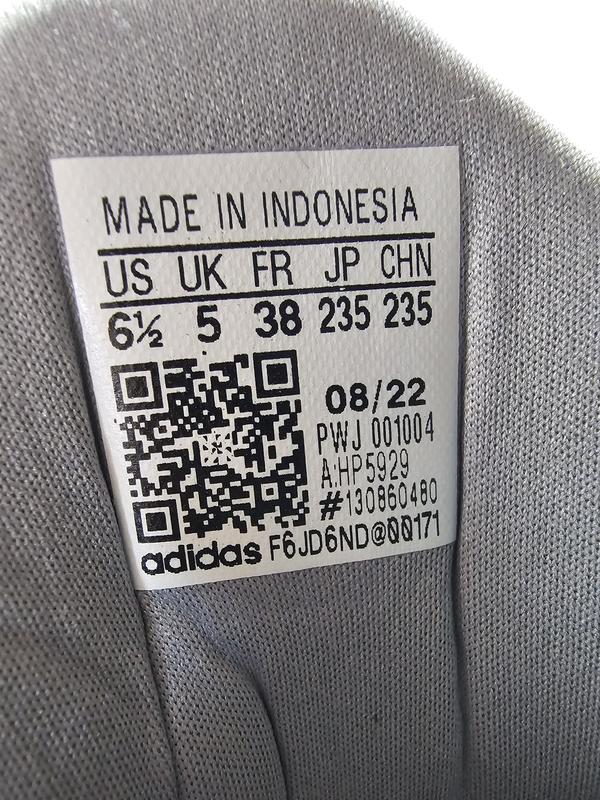 MADE IN INDONESIA
US UK FR JP CHN
6½ 5 38 235 235
08/22
PWJ 001004
A:HP5929
#130860480
adidas F6JD6ND@00171